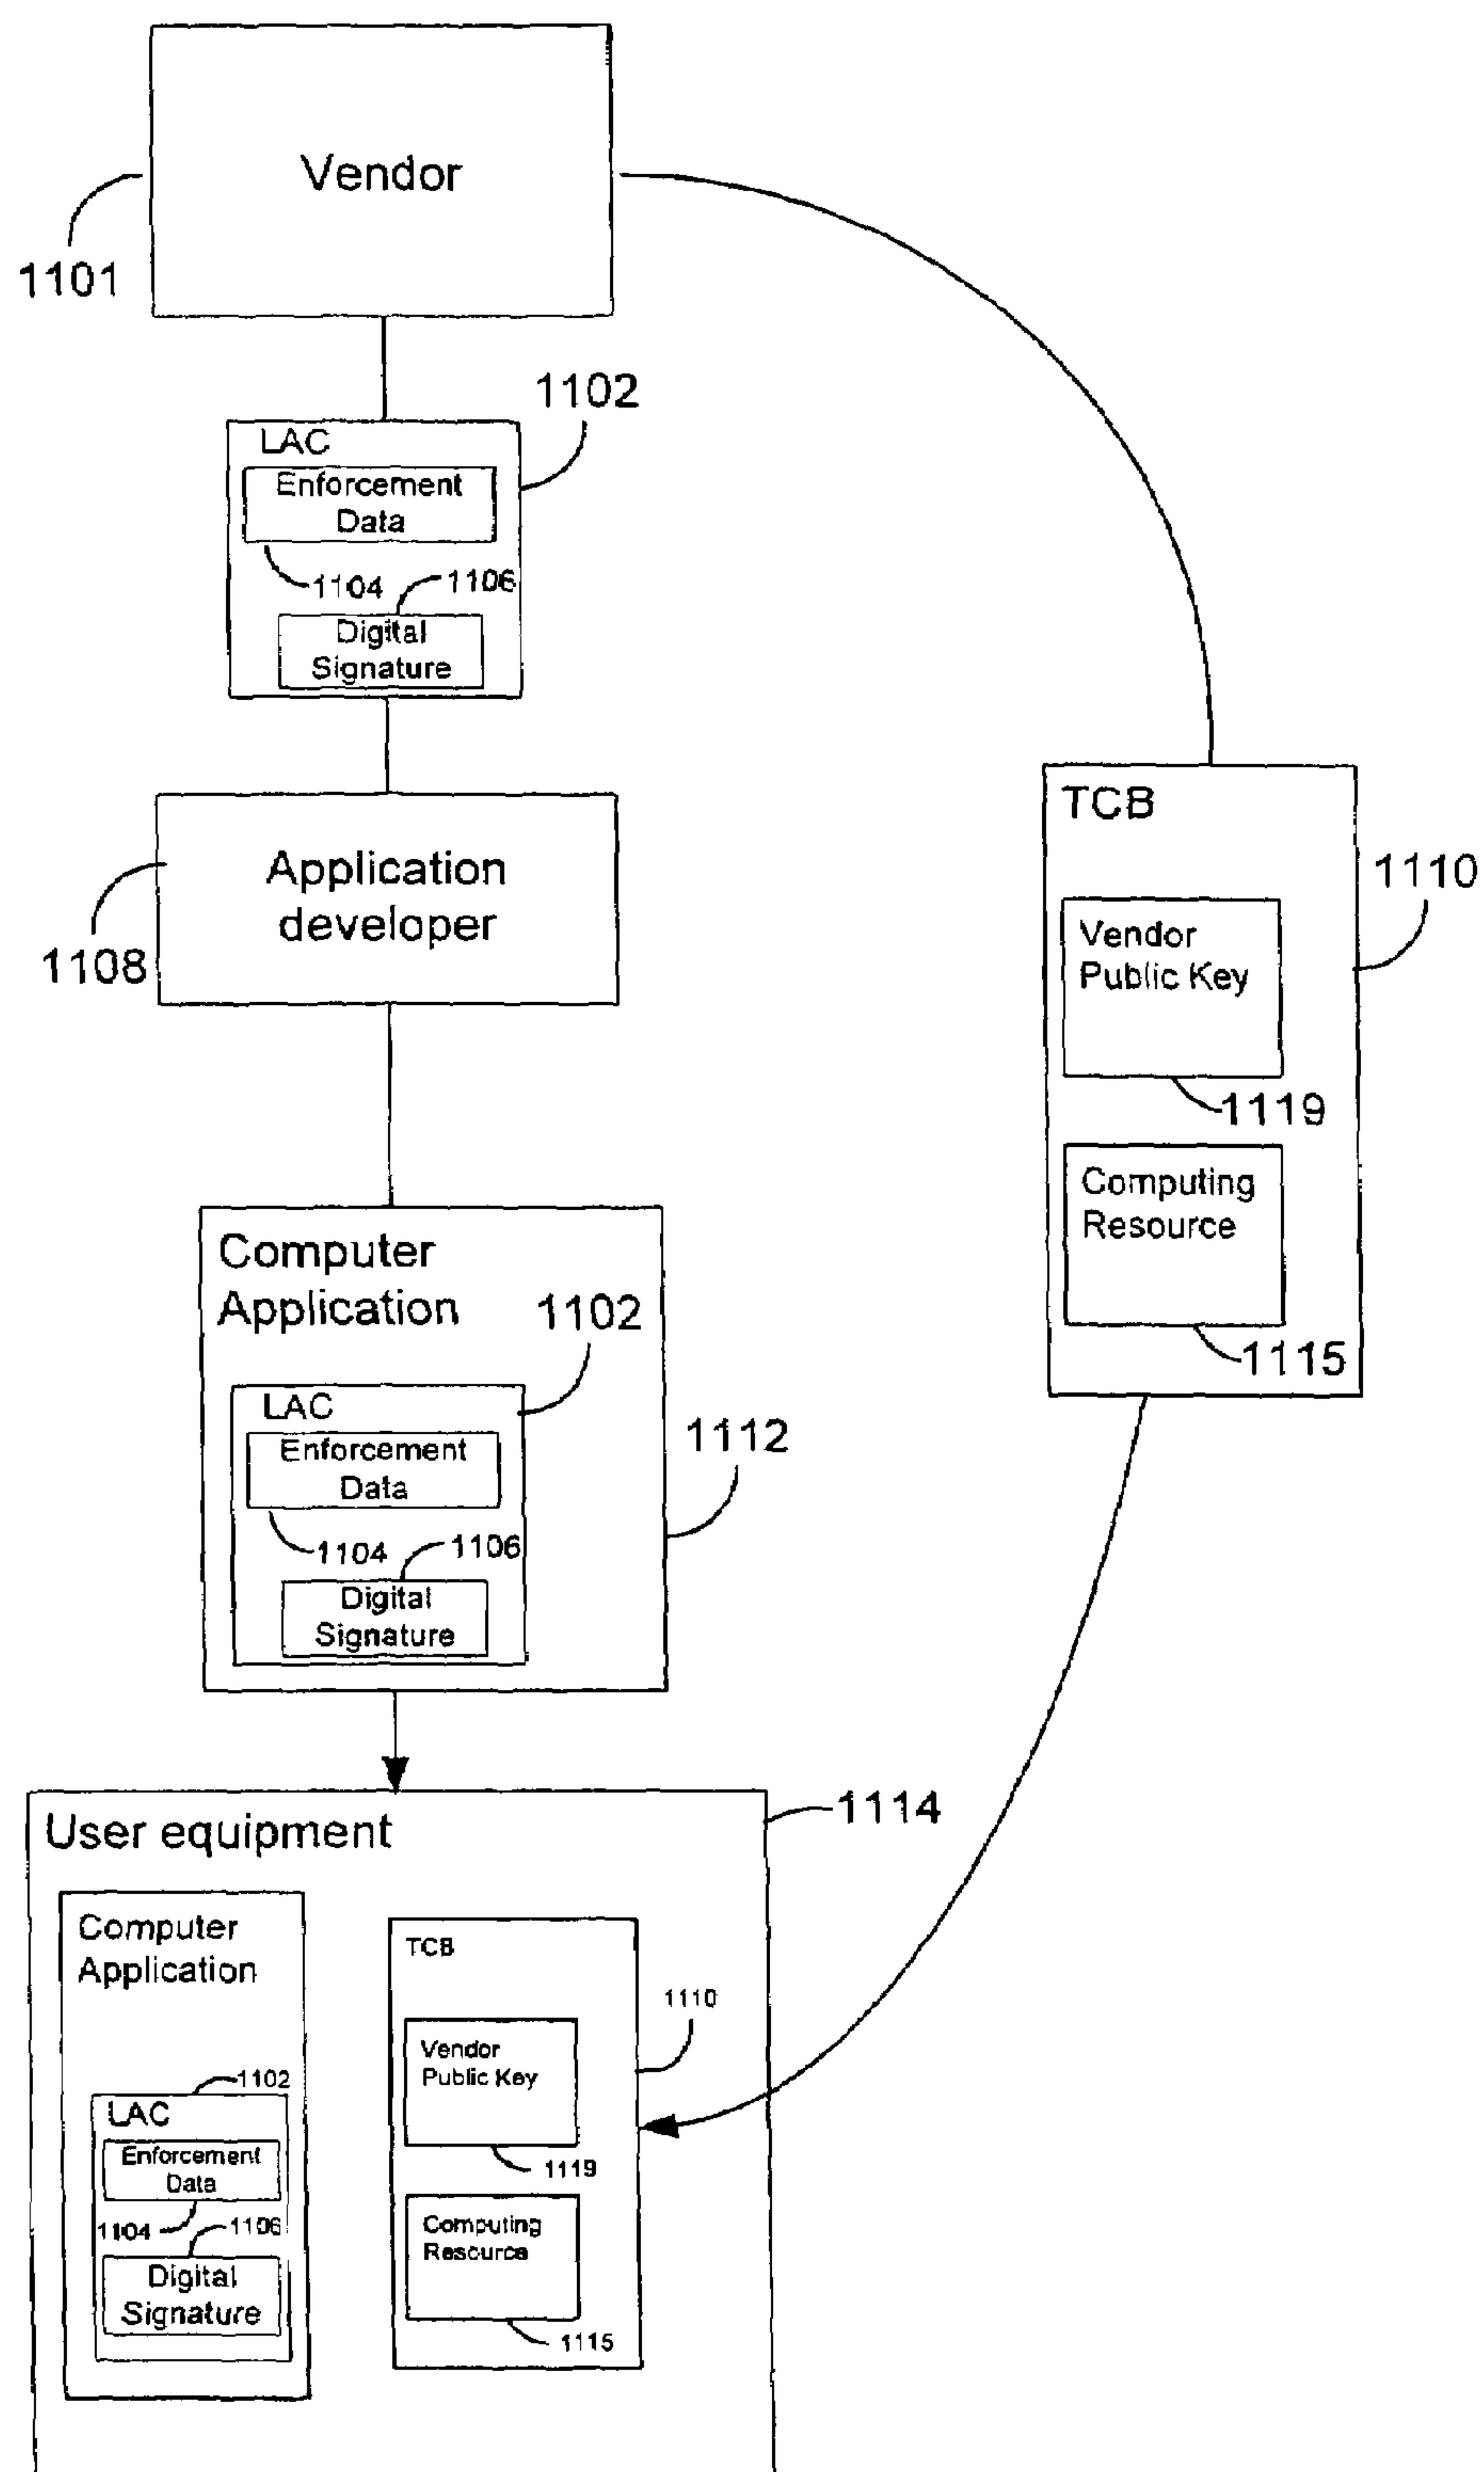 Vendor
1101
1102
LAC
Enforcement
Data
1104
1106
Digital
Signature
Application
developer
1108
TCB
1110
Vendor
Public Key
1119
Computing
Resource
1115
Computer
Application
1102
LAC
Enforcement
Data
1104
1106
Digital
Signature
1112
User equipment
1114
Computer
Application
1102
LAC
Enforcement
Data
1104
1106
Digital
Signature
TCB
1110
Vendor
Public Key
1119
Computing
Resource
1115